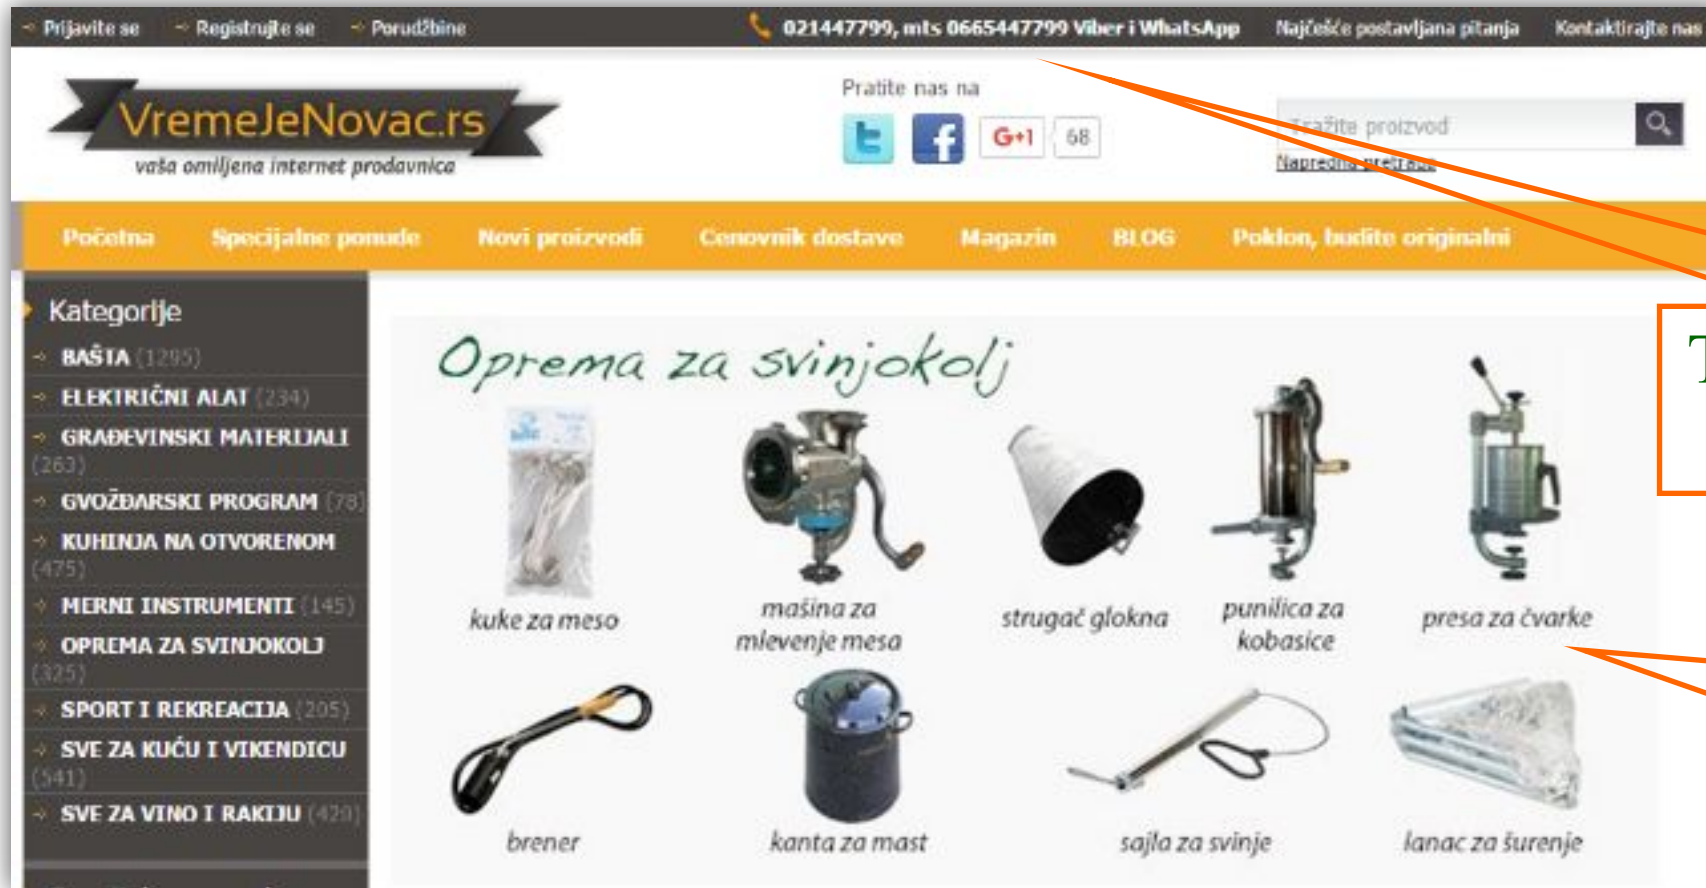 Prijavite se Registrujte se Porudžbine 021447799, mts 0665447799 Viber i WhatsApp Najčešće postavljana pitanja Kontaktirajte nas
VremeJeNovac.rs
vaša omiljena internet prodavnica
Pratite nas na
G+1 68
Tražite proizvod
Napredna pretraga
Početna Specijalne ponude Novi proizvodi Cenovnik dostave Magazin BLOG Poklon, budite originalni
Kategorije
BAŠTA (1295)
ELEKTRIČNI ALAT (234)
GRAĐEVINSKI MATERIJALI
(263)
GVOŽĐARSKI PROGRAM (78)
KUHINJA NA OTVORENOM
(475)
MERNI INSTRUMENTI (145)
OPREMA ZA SVINJOKOLJ
(325)
SPORT I REKREACIJA (205)
SVE ZA KUĆU I VIKENDICU
(541)
SVE ZA VINO I RAKIJU (429)
Oprema za svinjokolj
kuke za meso
mašina za
mlevenje mesa
strugač glokna
punilica za
kobasice
presa za čvarke
brener
kanta za mast
sajla za svinje
lanac za šurenje
T